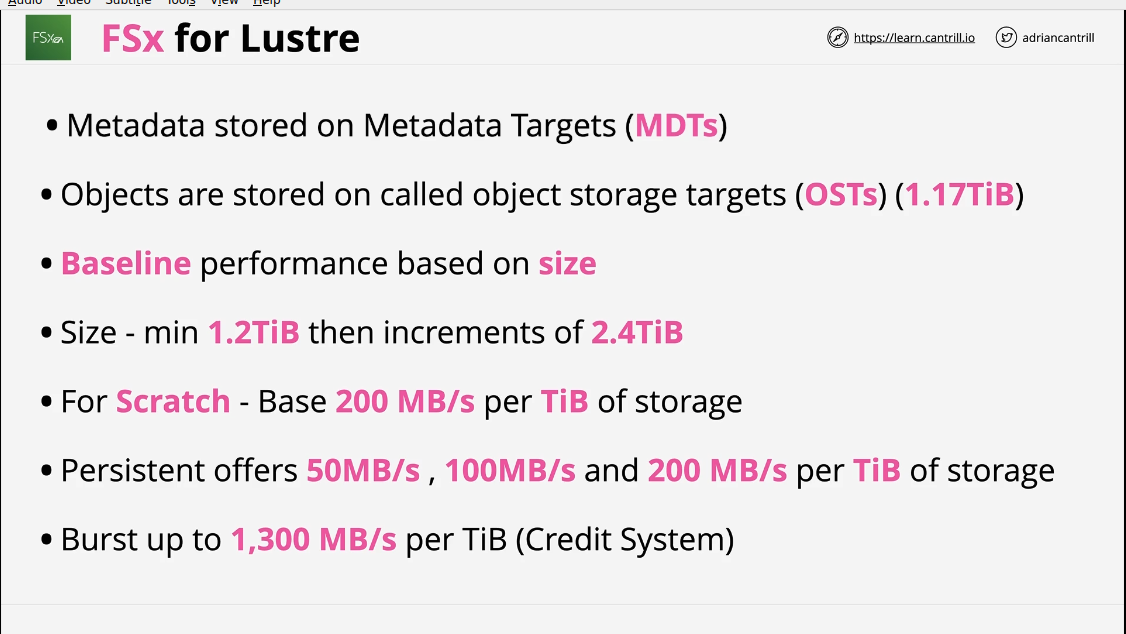 Audio Video Subtitle Tools View Help
FSx
FSx for Lustre
https://learn.cantrill.io
adriancantrill
• Metadata stored on Metadata Targets (MDTs)
• Objects are stored on called object storage targets (OSTs) (1.17TiB)
• Baseline performance based on size
• Size - min 1.2TiB then increments of 2.4TiB
• For Scratch - Base 200 MB/s per TiB of storage
• Persistent offers 50MB/s , 100MB/s and 200 MB/s per TiB of storage
• Burst up to 1,300 MB/s per TiB (Credit System)